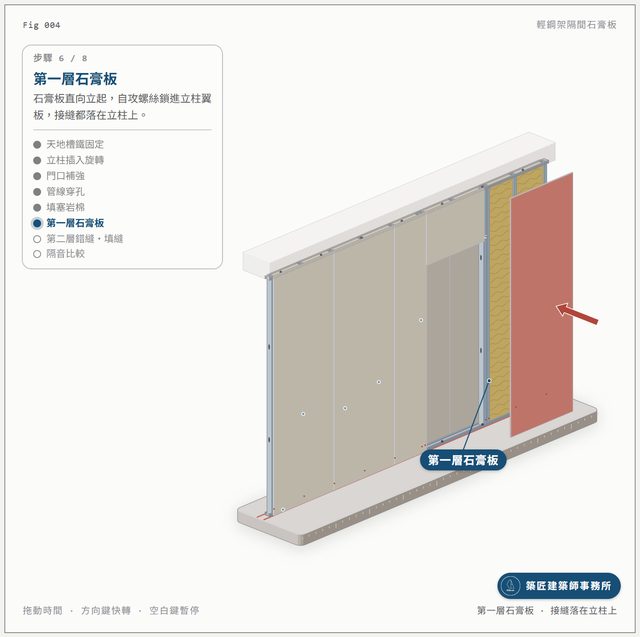 Fig 004
輕鋼架隔間石膏板
步驟 6 / 8
第一層石膏板
石膏板直向立起，自攻螺絲鎖進立柱翼
板，接縫都落在立柱上。
天地槽鐵固定
立柱插入旋轉
門口補強
管線穿孔
填塞岩棉
第一層石膏板
第二層錯縫・填縫
隔音比較
第一層石膏板
築匠建築師事務所
拖動時間 · 方向鍵快轉 · 空白鍵暫停
第一層石膏板 · 接縫落在立柱上